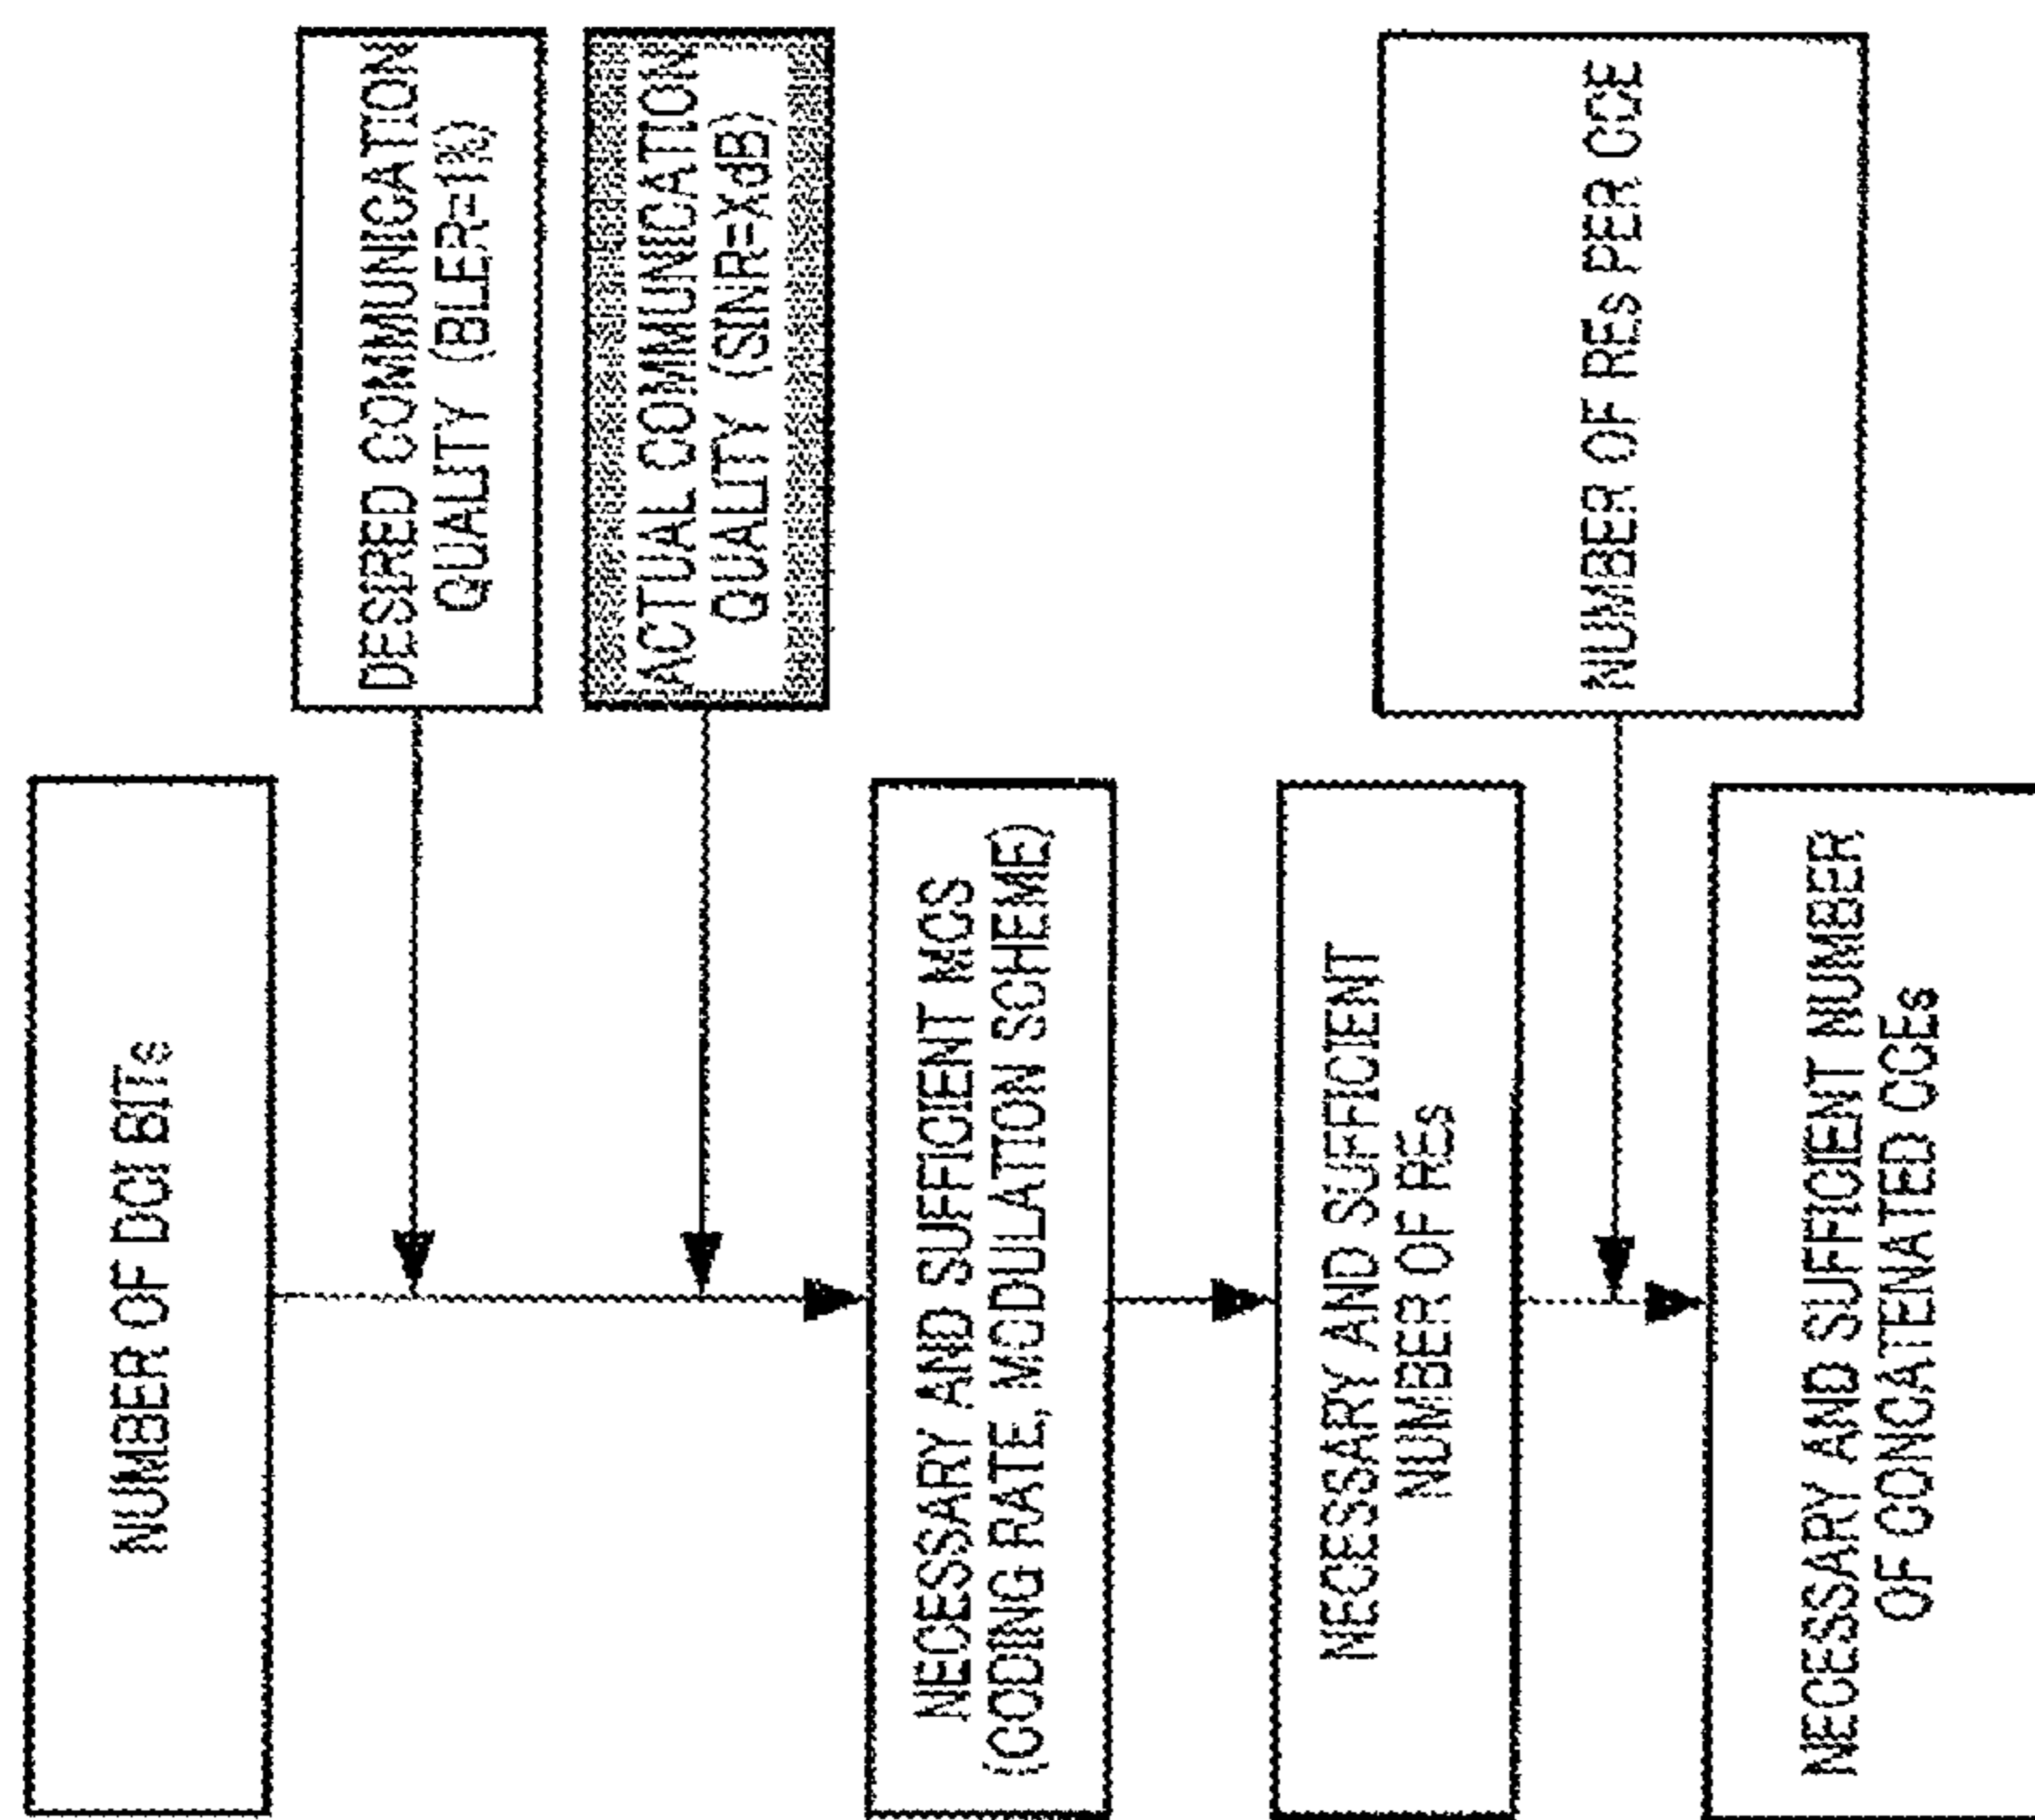 NUMBER OF DCI BITs
DESIRED COMMUNICATION
QUALITY (BLER=1%)
ACTUAL COMMUNICATION
QUALITY (SINR=XdB)
NECESSARY AND SUFFICIENT MCS
(CODING RATE, MODULATION SCHEME)
NECESSARY AND SUFFICIENT
NUMBER OF REs
NUMBER OF REs PER CCE
NECESSARY AND SUFFICIENT NUMBER
OF CONCATENATED CCEs